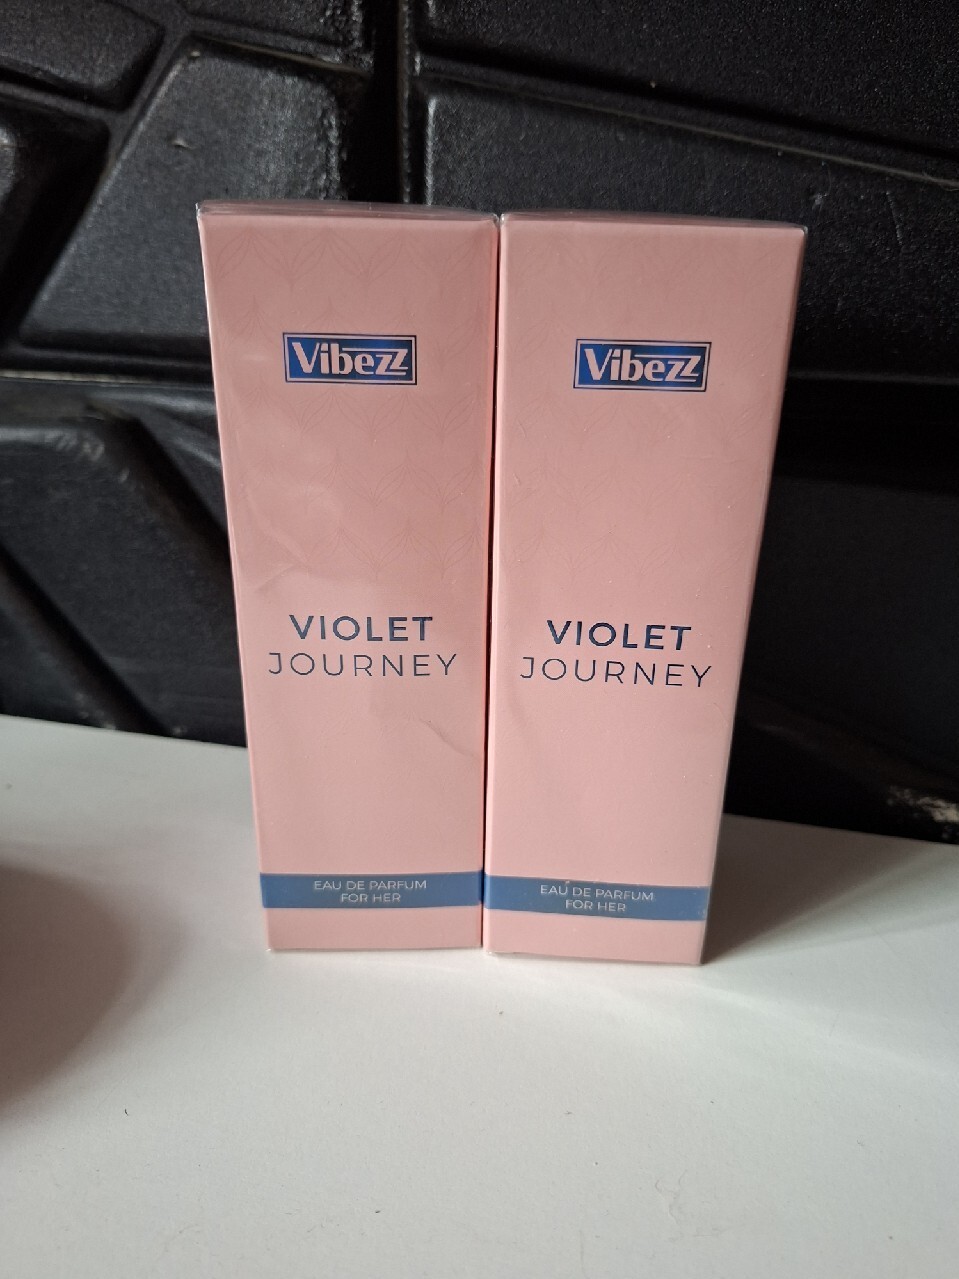 Vibezz
VIOLET
JOURNEY
EAU DE PARFUM
FOR HER
Vibezz
VIOLET
JOURNEY
EAU DE PARFUM
FOR HER